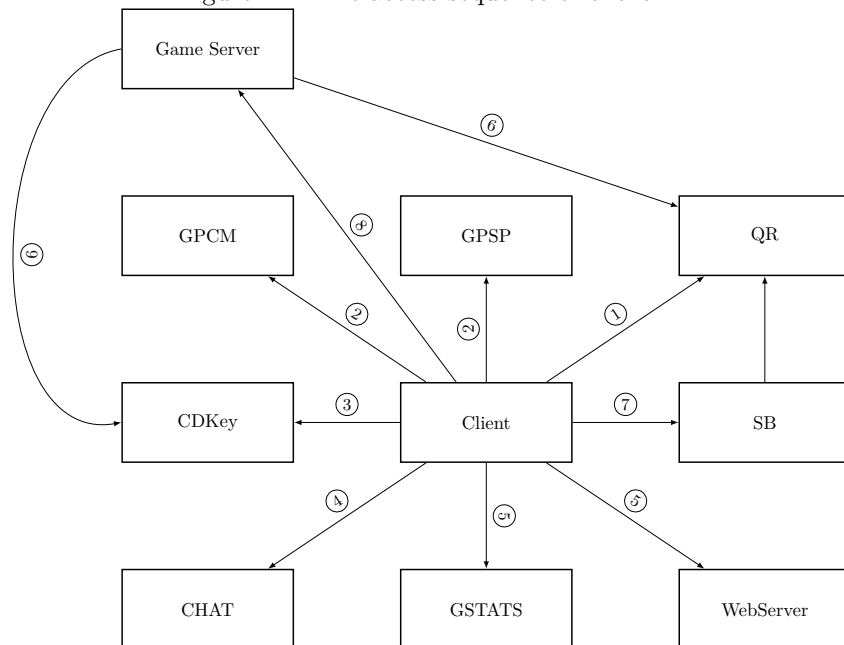 Game Server
6
8
GPCM
GPSP
QR
6
2
2
1
CDKey
3
Client
7
SB
4
5
5
CHAT
GSTATS
WebServer